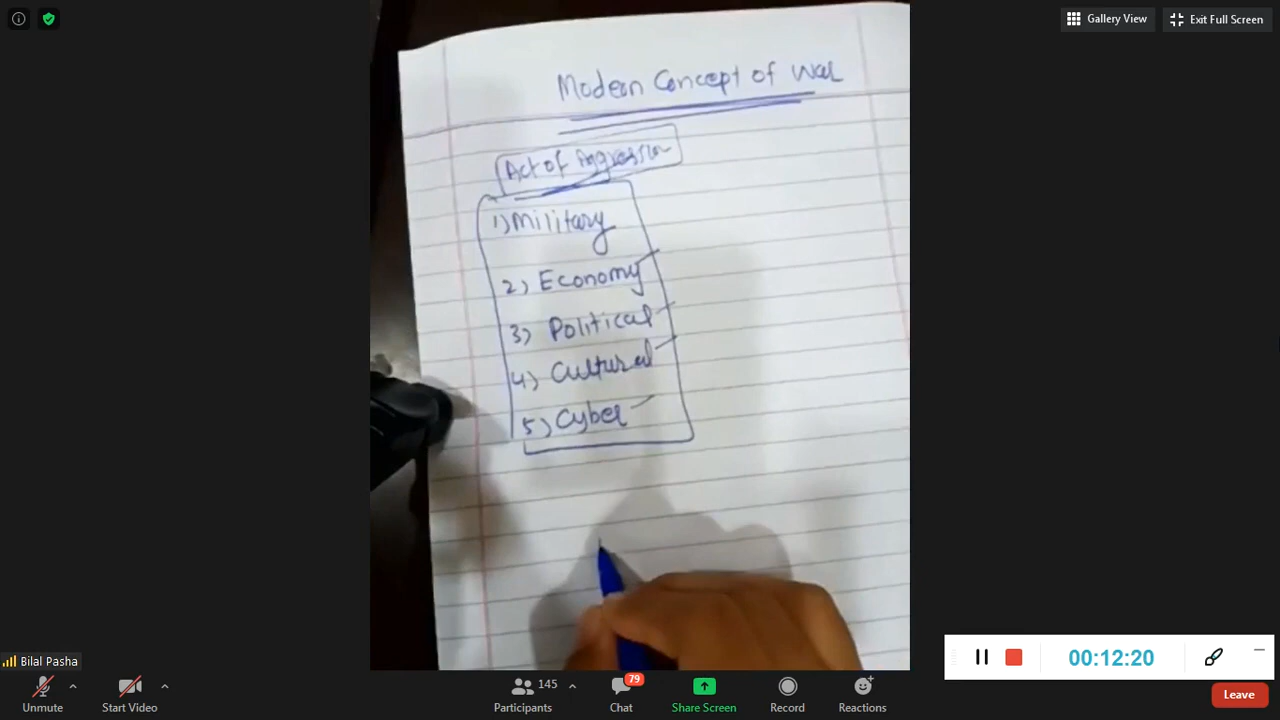 Gallery View
Exit Full Screen
Modern Concept of War
Act of Aggression
1) Military
2) Economy
3) Political
4) Cultural
5) Cyber
Bilal Pasha
00:12:20
Unmute
Start Video
145
Participants
79
Chat
Share Screen
Record
Reactions
Leave